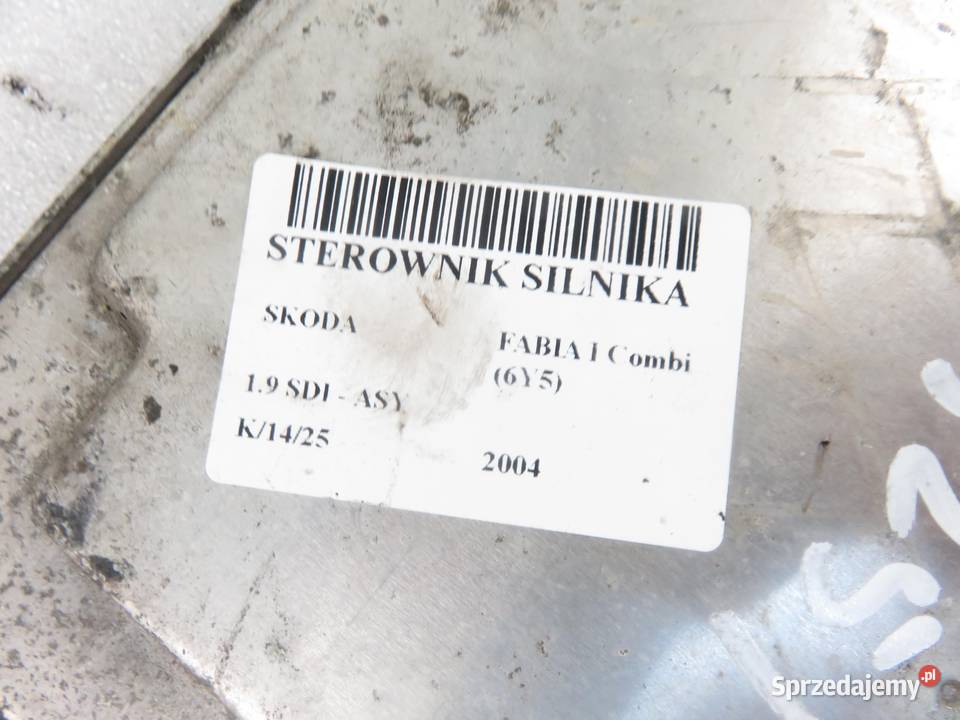 STEROWNIK SILNIKA
SKODA
FABIA I Combi
(6Y5)
1.9 SDI - ASY
K/14/25
2004
Sprzedajemy.pl